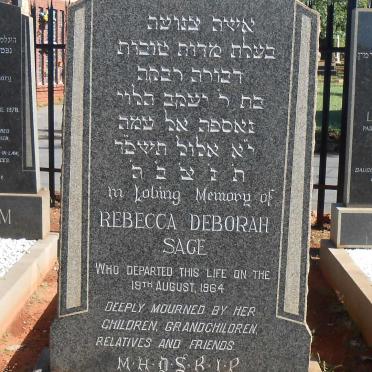 אישה צנועה
בעלת מדות טובות
דבורה רבקה
בת ר יעקב הלוי
נאספה אל עמה
י"א אלול תשכ"ד
ת נ צ ב ה
In Loving Memory of
REBECCA DEBORAH
SAGE
WHO DEPARTED THIS LIFE ON THE
19TH AUGUST, 1964
DEEPLY MOURNED BY HER
CHILDREN, GRANDCHILDREN,
RELATIVES AND FRIENDS.
M.H.D.S.R.I.P.